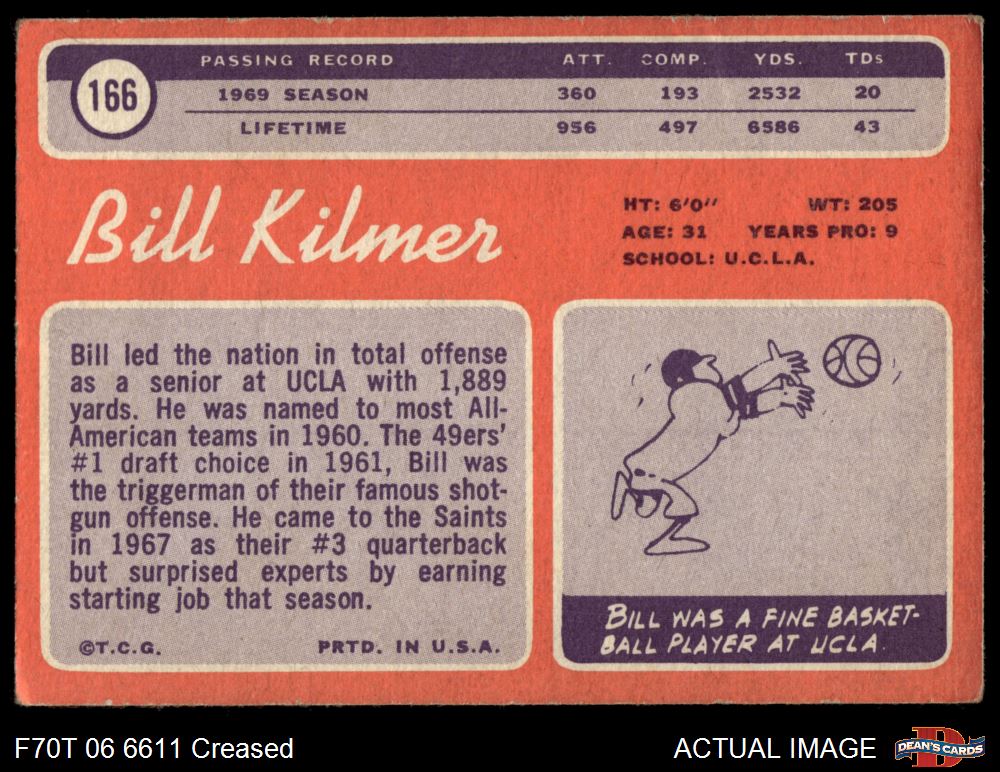 166
PASSING RECORD ATT. COMP. YDS. TDs
1969 SEASON 360 193 2532 20
LIFETIME 956 497 6586 43
Bill Kilmer
HT: 6'0" WT: 205
AGE: 31 YEARS PRO: 9
SCHOOL: U.C.L.A.
Bill led the nation in total offense
as a senior at UCLA with 1,889
yards. He was named to most All-
American teams in 1960. The 49ers'
#1 draft choice in 1961, Bill was
the triggerman of their famous shot-
gun offense. He came to the Saints
in 1967 as their #3 quarterback
but surprised experts by earning
starting job that season.
©T.C.G. PRTD. IN U.S.A.
BILL WAS A FINE BASKET-
BALL PLAYER AT UCLA.
F70T 06 6611 Creased
ACTUAL IMAGE
D
DEAN'S CARDS